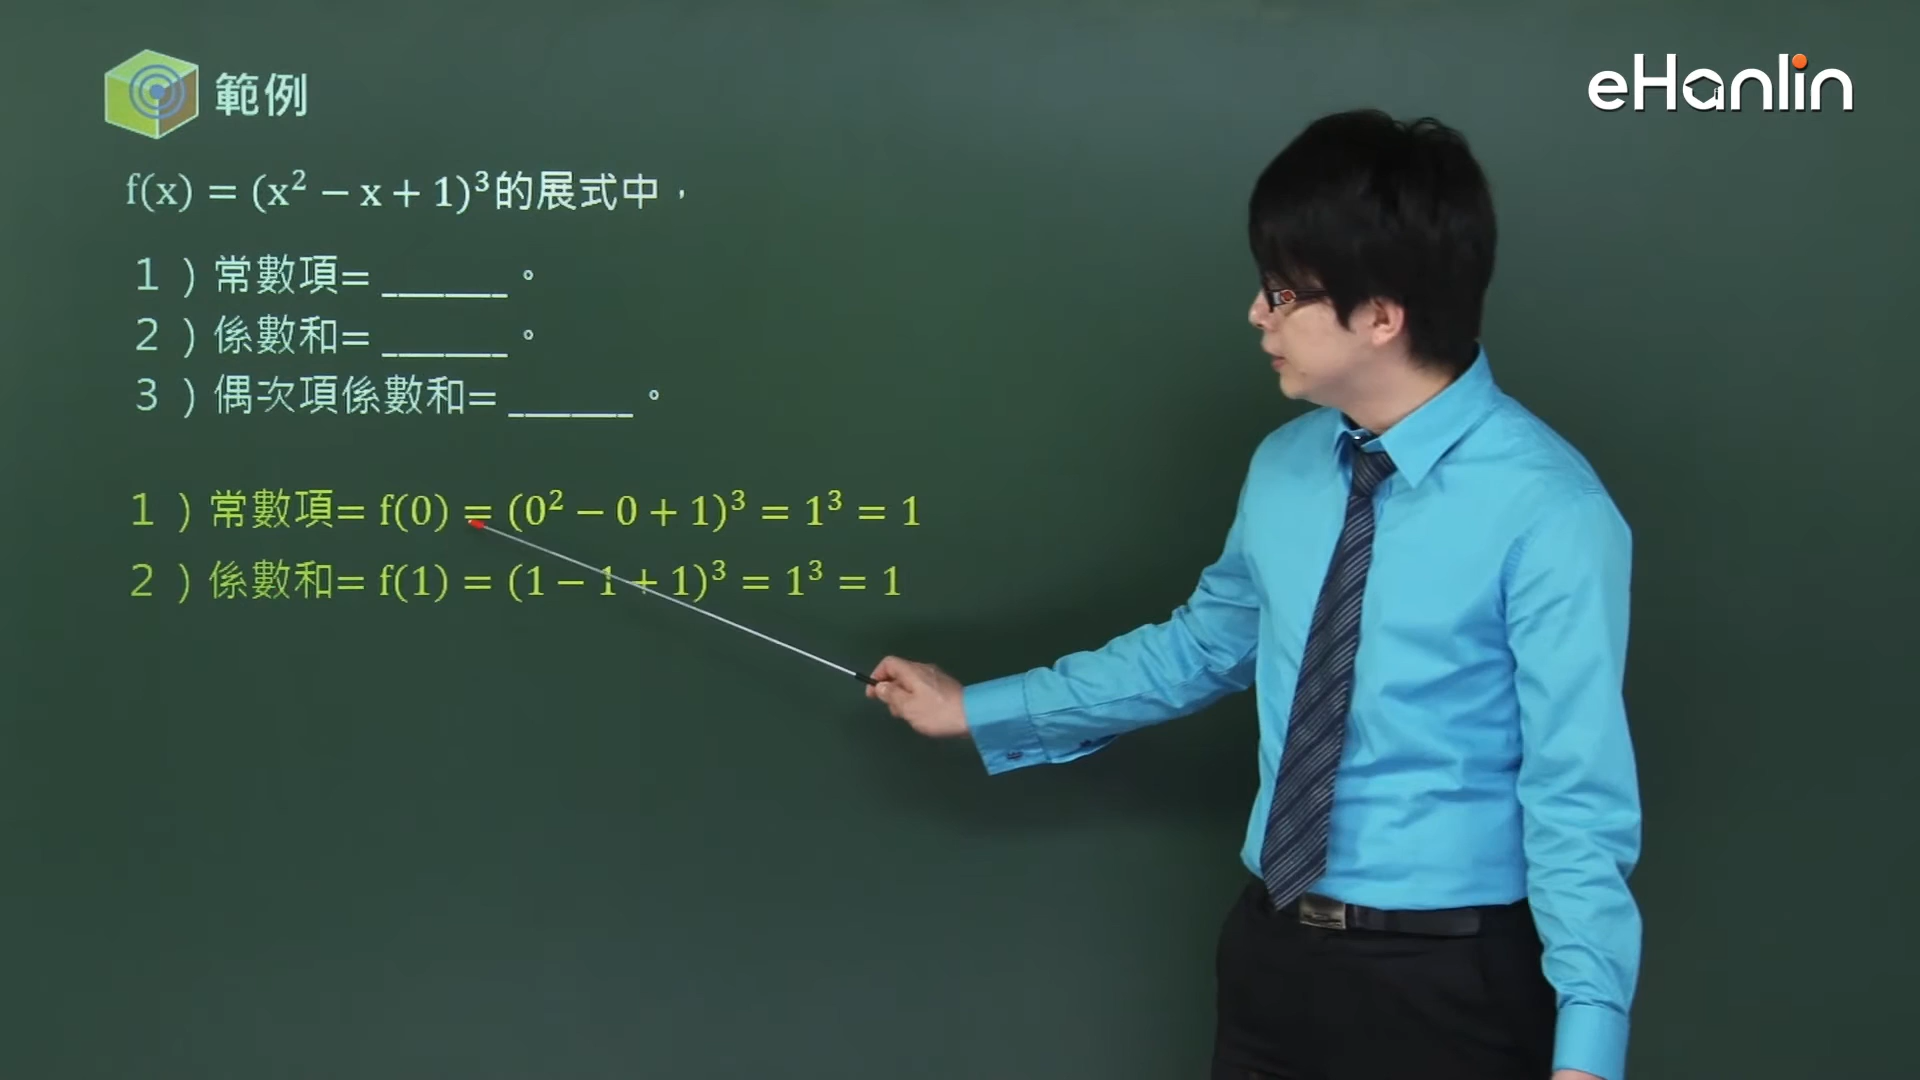 範例
eHanlin
f(x) = (x² − x + 1)³的展式中，
1）常數項= ______。
2）係數和= ______。
3）偶次項係數和= ______。
1）常數項= f(0) = (0² − 0 + 1)³ = 1³ = 1
2）係數和= f(1) = (1 − 1 + 1)³ = 1³ = 1